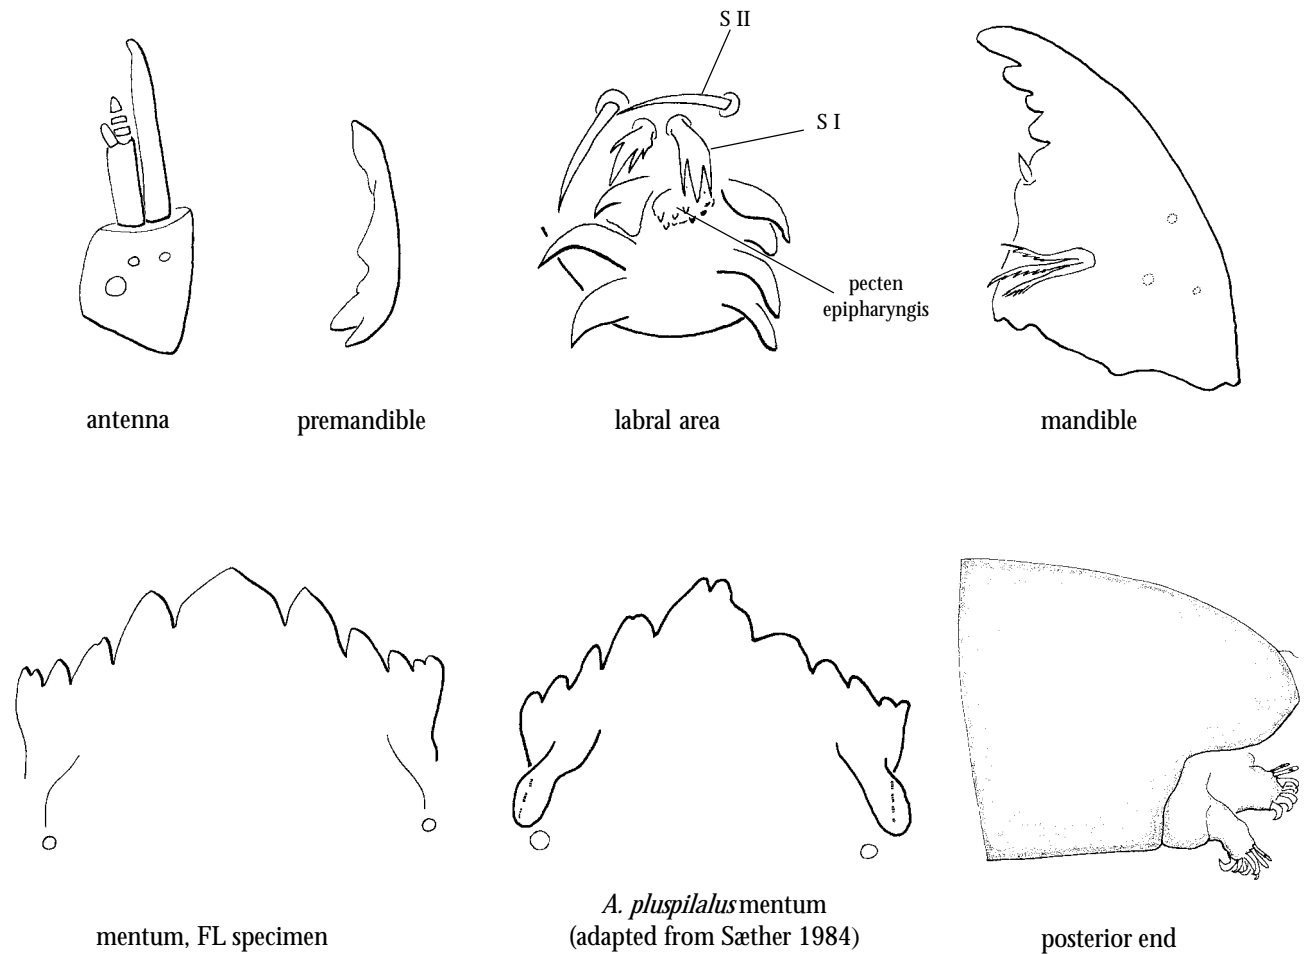 S II
S I
pecten
epipharyngis
antenna
premandible
labral area
mandible
A. pluspilalus mentum
(adapted from Sæther 1984)
mentum, FL specimen
posterior end